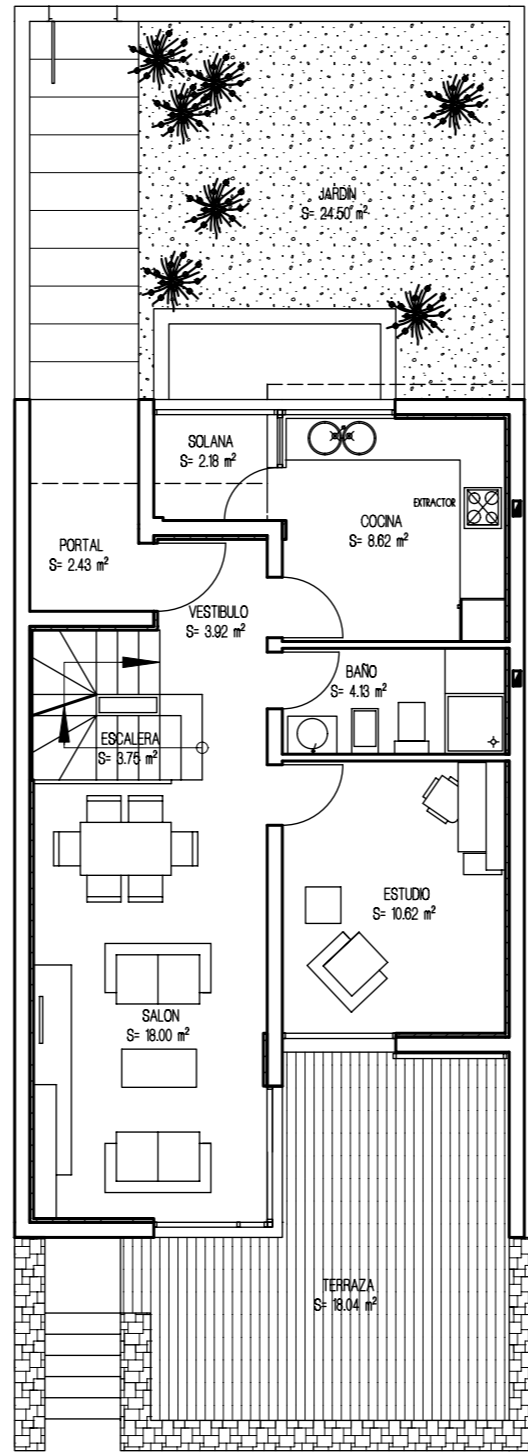 JARDIN
S= 24.50 m²
SOLANA
S= 2.18 m²
EXTRACTOR
COCINA
S= 8.62 m²
PORTAL
S= 2.43 m²
VESTIBULO
S= 3.92 m²
BAÑO
S= 4.13 m²
ESCALERA
S= 3.75 m²
ESTUDIO
S= 10.62 m²
SALON
S= 18.00 m²
TERRAZA
S= 18.04 m²